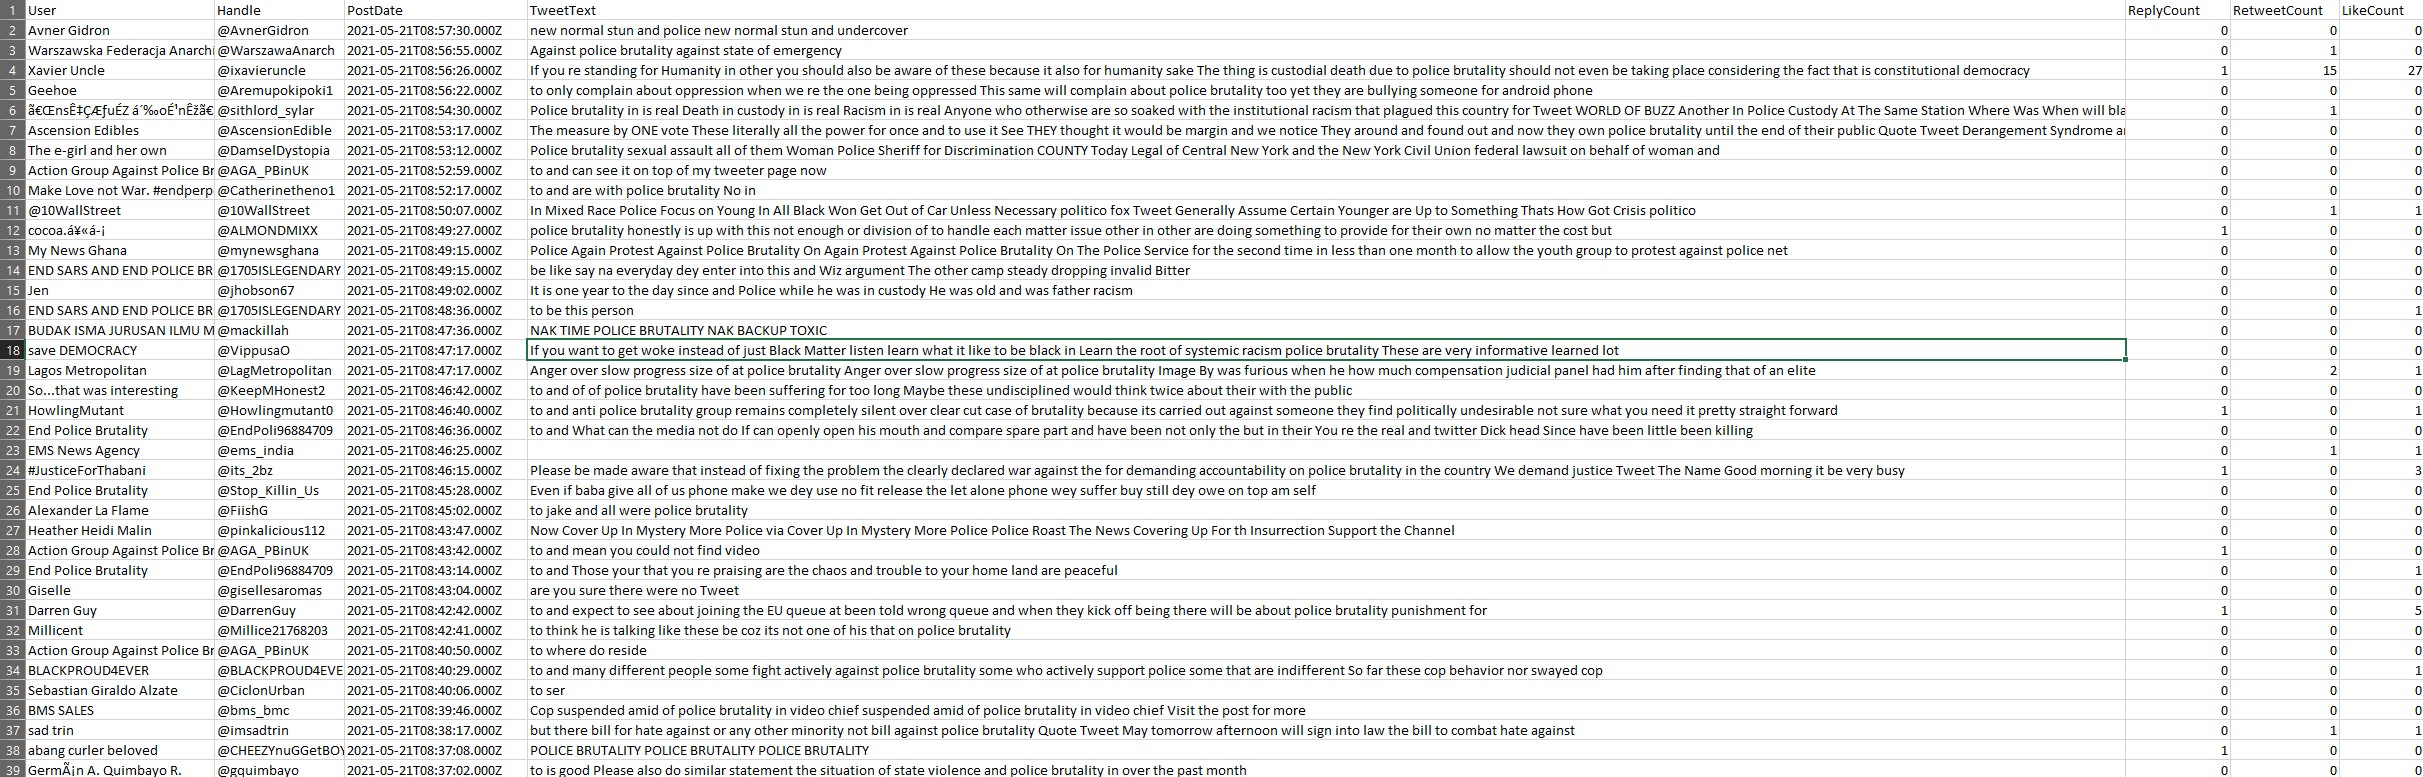 1 User Handle PostDate TweetText ReplyCount RetweetCount LikeCount
2 Avner Gidron @AvnerGidron 2021-05-21T08:57:30.000Z new normal stun and police new normal stun and undercover 0 0 0
3 Warszawska Federacja Anarchi @WarszawaAnarch 2021-05-21T08:56:55.000Z Against police brutality against state of emergency 0 1 0
4 Xavier Uncle @ixavieruncle 2021-05-21T08:56:26.000Z If you re standing for Humanity in other you should also be aware of these because it also for humanity sake The thing is custodial death due to police brutality should not even be taking place considering the fact that is constitutional democracy 1 15 27
5 Geehoe @Aremupokipoki1 2021-05-21T08:56:22.000Z to only complain about oppression when we re the one being oppressed This same will complain about police brutality too yet they are bullying someone for android phone 0 0 0
6 @sithlord_sylar 2021-05-21T08:54:30.000Z Police brutality in is real Death in custody in is real Racism in is real Anyone who otherwise are so soaked with the institutional racism that plagued this country for Tweet WORLD OF BUZZ Another In Police Custody At The Same Station Where Was When will bla 0 1 0
7 Ascension Edibles @AscensionEdible 2021-05-21T08:53:17.000Z The measure by ONE vote These literally all the power for once and to use it See THEY thought it would be margin and we notice They around and found out and now they own police brutality until the end of their public Quote Tweet Derangement Syndrome a 0 0 0
8 The e-girl and her own @DamselDystopia 2021-05-21T08:53:12.000Z Police brutality sexual assault all of them Woman Police Sheriff for Discrimination COUNTY Today Legal of Central New York and the New York Civil Union federal lawsuit on behalf of woman and 0 0 0
9 Action Group Against Police Br @AGA_PBinUK 2021-05-21T08:52:59.000Z to and can see it on top of my tweeter page now 0 0 0
10 Make Love not War. #endperp @Catherinetheno1 2021-05-21T08:52:17.000Z to and are with police brutality No in 0 0 0
11 @10WallStreet @10WallStreet 2021-05-21T08:50:07.000Z In Mixed Race Police Focus on Young In All Black Won Get Out of Car Unless Necessary politico fox Tweet Generally Assume Certain Younger are Up to Something Thats How Got Crisis politico 0 1 1
12 cocoa.á¥«á-¡ @ALMONDMIXX 2021-05-21T08:49:27.000Z police brutality honestly is up with this not enough or division of to handle each matter issue other in other are doing something to provide for their own no matter the cost but 1 0 0
13 My News Ghana @mynewsghana 2021-05-21T08:49:15.000Z Police Again Protest Against Police Brutality On Again Protest Against Police Brutality On The Police Service for the second time in less than one month to allow the youth group to protest against police net 0 0 0
14 END SARS AND END POLICE BR @1705ISLEGENDARY 2021-05-21T08:49:15.000Z be like say na everyday dey enter into this and Wiz argument The other camp steady dropping invalid Bitter 0 0 0
15 Jen @jhobson67 2021-05-21T08:49:02.000Z It is one year to the day since and Police while he was in custody He was old and was father racism 0 0 0
16 END SARS AND END POLICE BR @1705ISLEGENDARY 2021-05-21T08:48:36.000Z to be this person 0 0 1
17 BUDAK ISMA JURUSAN ILMU M @mackillah 2021-05-21T08:47:36.000Z NAK TIME POLICE BRUTALITY NAK BACKUP TOXIC 0 0 0
18 save DEMOCRACY @VippusaO 2021-05-21T08:47:17.000Z If you want to get woke instead of just Black Matter listen learn what it like to be black in Learn the root of systemic racism police brutality These are very informative learned lot 0 0 0
19 Lagos Metropolitan @LagMetropolitan 2021-05-21T08:47:17.000Z Anger over slow progress size of at police brutality Anger over slow progress size of at police brutality Image By was furious when he how much compensation judicial panel had him after finding that of an elite 0 2 1
20 So...that was interesting @KeepMHonest2 2021-05-21T08:46:42.000Z to and of of police brutality have been suffering for too long Maybe these undisciplined would think twice about their with the public 0 0 0
21 HowlingMutant @Howlingmutant0 2021-05-21T08:46:40.000Z to and anti police brutality group remains completely silent over clear cut case of brutality because its carried out against someone they find politically undesirable not sure what you need it pretty straight forward 1 0 1
22 End Police Brutality @EndPoli96884709 2021-05-21T08:46:36.000Z to and What can the media not do If can openly open his mouth and compare spare part and have been not only the but in their You re the real and twitter Dick head Since have been little been killing 0 0 0
23 EMS News Agency @ems_india 2021-05-21T08:46:25.000Z 0 1 1
24 #JusticeForThabani @its_2bz 2021-05-21T08:46:15.000Z Please be made aware that instead of fixing the problem the clearly declared war against the for demanding accountability on police brutality in the country We demand justice Tweet The Name Good morning it be very busy 1 0 3
25 End Police Brutality @Stop_Killin_Us 2021-05-21T08:45:28.000Z Even if baba give all of us phone make we dey use no fit release the let alone phone wey suffer buy still dey owe on top am self 0 0 0
26 Alexander La Flame @FiishG 2021-05-21T08:45:02.000Z to jake and all were police brutality 0 0 0
27 Heather Heidi Malin @pinkalicious112 2021-05-21T08:43:47.000Z Now Cover Up In Mystery More Police via Cover Up In Mystery More Police Police Roast The News Covering Up For th Insurrection Support the Channel 0 0 0
28 Action Group Against Police Br @AGA_PBinUK 2021-05-21T08:43:42.000Z to and mean you could not find video 1 0 0
29 End Police Brutality @EndPoli96884709 2021-05-21T08:43:14.000Z to and Those your that you re praising are the chaos and trouble to your home land are peaceful 0 0 1
30 Giselle @gisellesaromas 2021-05-21T08:43:04.000Z are you sure there were no Tweet 0 0 0
31 Darren Guy @DarrenGuy 2021-05-21T08:42:42.000Z to and expect to see about joining the EU queue at been told wrong queue and when they kick off being there will be about police brutality punishment for 1 0 5
32 Millicent @Millice21768203 2021-05-21T08:42:41.000Z to think he is talking like these be coz its not one of his that on police brutality 0 0 0
33 Action Group Against Police Br @AGA_PBinUK 2021-05-21T08:40:50.000Z to where do reside 0 0 0
34 BLACKPROUD4EVER @BLACKPROUD4EVE 2021-05-21T08:40:29.000Z to and many different people some fight actively against police brutality some who actively support police some that are indifferent So far these cop behavior nor swayed cop 0 0 1
35 Sebastian Giraldo Alzate @CiclonUrban 2021-05-21T08:40:06.000Z to ser 0 0 0
36 BMS SALES @bms_bmc 2021-05-21T08:39:46.000Z Cop suspended amid of police brutality in video chief suspended amid of police brutality in video chief Visit the post for more 0 0 0
37 sad trin @imsadtrin 2021-05-21T08:38:17.000Z but there bill for hate against or any other minority not bill against police brutality Quote Tweet May tomorrow afternoon will sign into law the bill to combat hate against 0 1 1
38 abang curler beloved @CHEEZYnuGGetBOY 2021-05-21T08:37:08.000Z POLICE BRUTALITY POLICE BRUTALITY POLICE BRUTALITY 1 0 0
39 GermÃ¡n A. Quimbayo R. @gquimbayo 2021-05-21T08:37:02.000Z to is good Please also do similar statement the situation of state violence and police brutality in over the past month 0 0 0